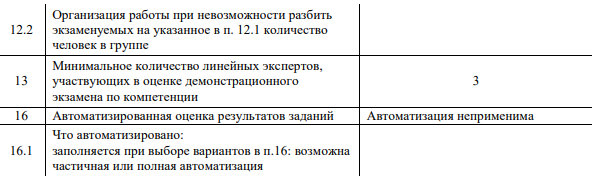 12.2 Организация работы при невозможности разбить
экзаменуемых на указанное в п. 12.1 количество
человек в группе
13 Минимальное количество линейных экспертов,
участвующих в оценке демонстрационного
экзамена по компетенции
3
16 Автоматизированная оценка результатов заданий Автоматизация неприменима
16.1 Что автоматизировано:
заполняется при выборе вариантов в п.16: возможна
частичная или полная автоматизация